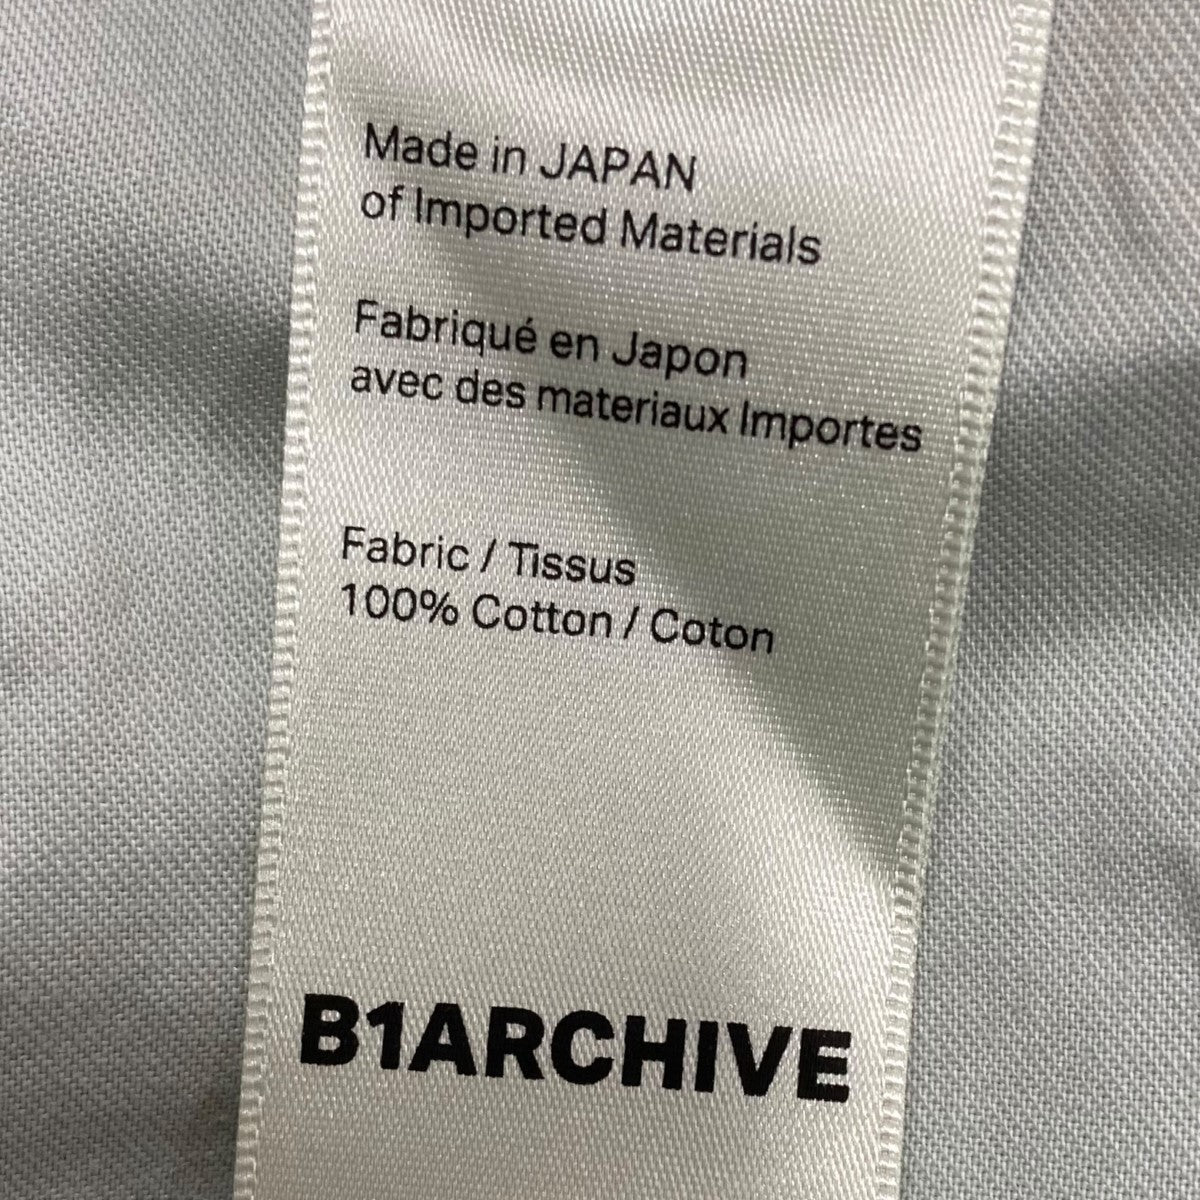 Made in JAPAN
of Imported Materials
Fabriqué en Japon
avec des materiaux Importes
Fabric / Tissus
100% Cotton / Coton
B1ARCHIVE